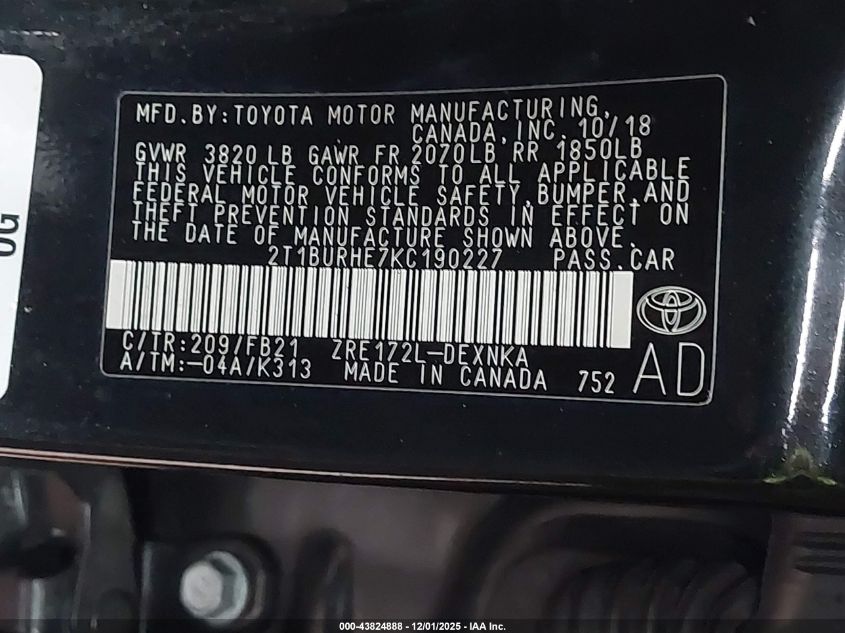 MFD.BY:TOYOTA MOTOR MANUFACTURING,
CANADA,INC. 10/18
GVWR 3820 LB GAWR FR 2070LB RR 1850LB
THIS VEHICLE CONFORMS TO ALL APPLICABLE
FEDERAL MOTOR VEHICLE SAFETY,BUMPER,AND
THEFT PREVENTION STANDARDS IN EFFECT ON
THE DATE OF MANUFACTURE SHOWN ABOVE.
2T1BURHE7KC190227 PASS.CAR
C/TR:209/FB21 ZRE172L-DEXNKA
A/TM:-04A/K313 MADE IN CANADA 752 AD
UG
000-43824888 - 12/01/2025 - IAA Inc.